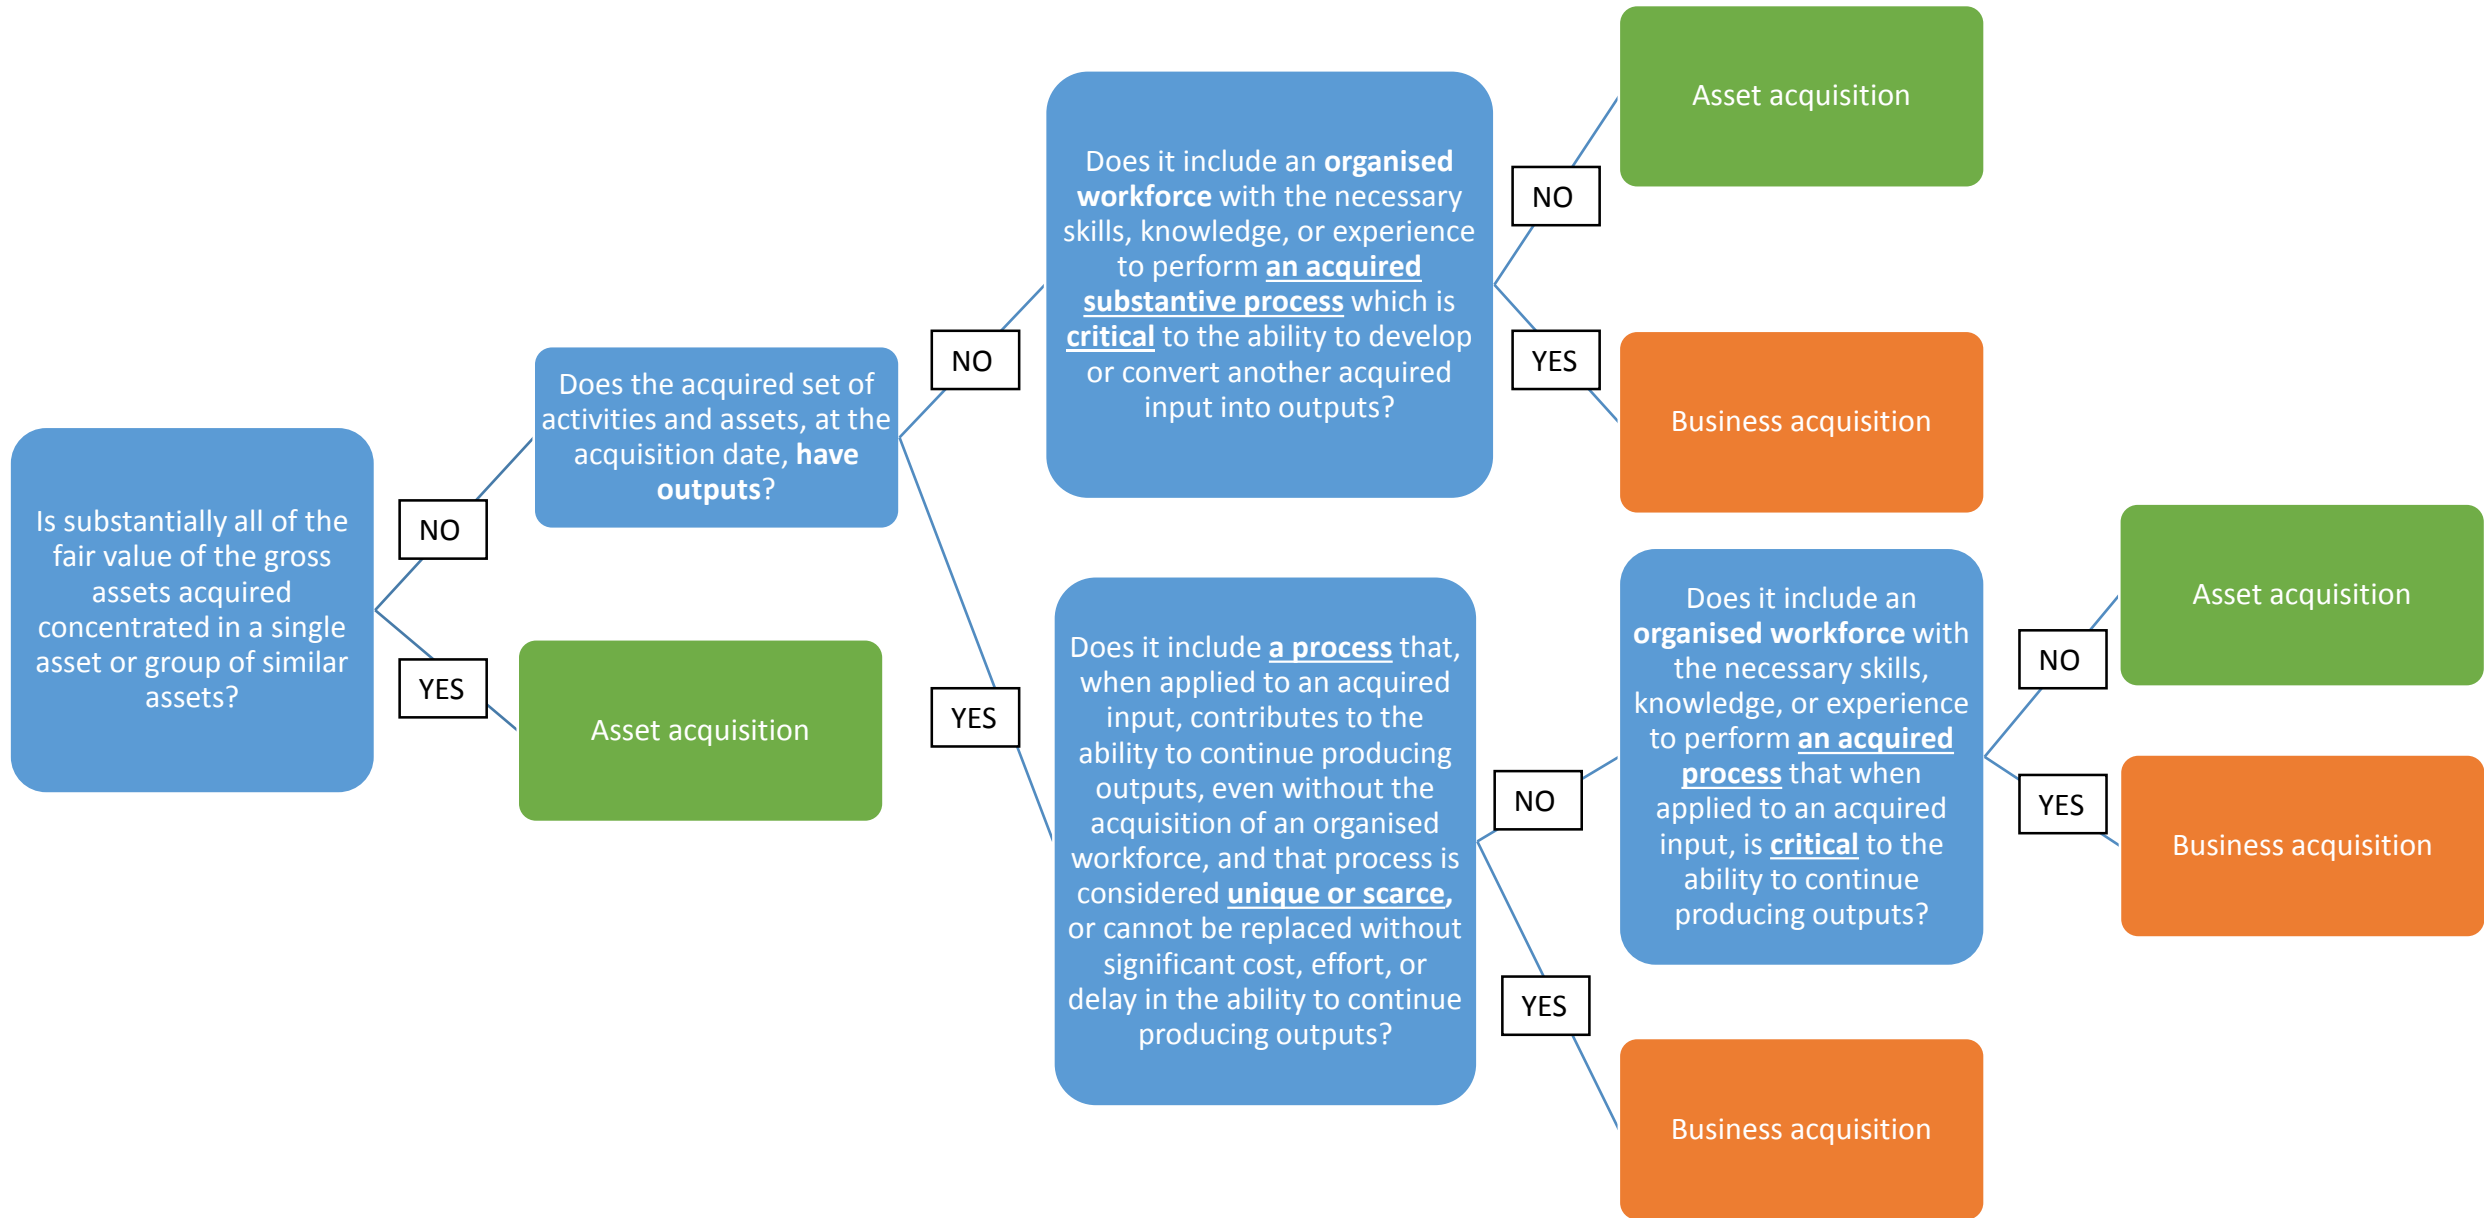 Is substantially all of the
fair value of the gross
assets acquired
concentrated in a single
asset or group of similar
assets?
NO
YES
Does the acquired set of
activities and assets, at the
acquisition date, have
outputs?
Asset acquisition
NO
YES
Does it include an organised
workforce with the necessary
skills, knowledge, or experience
to perform an acquired
substantive process which is
critical to the ability to develop
or convert another acquired
input into outputs?
NO
YES
Asset acquisition
Business acquisition
Does it include a process that,
when applied to an acquired
input, contributes to the
ability to continue producing
outputs, even without the
acquisition of an organised
workforce, and that process is
considered unique or scarce,
or cannot be replaced without
significant cost, effort, or
delay in the ability to continue
producing outputs?
NO
YES
Does it include an
organised workforce with
the necessary skills,
knowledge, or experience
to perform an acquired
process that when
applied to an acquired
input, is critical to the
ability to continue
producing outputs?
Business acquisition
NO
YES
Asset acquisition
Business acquisition